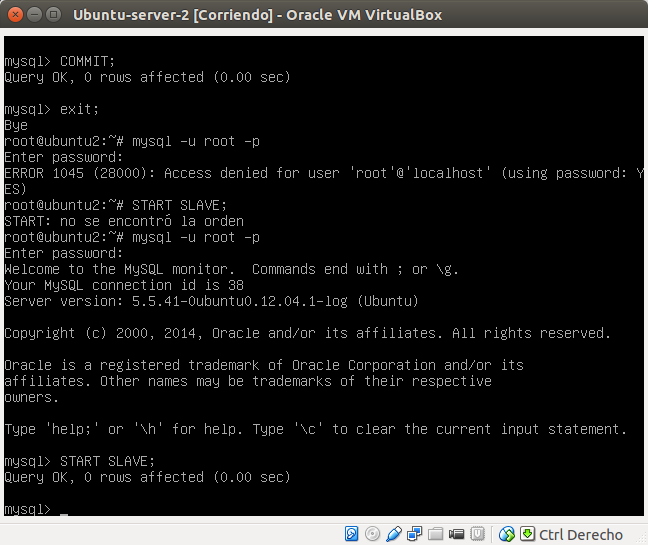 Ubuntu-server-2 [Corriendo] - Oracle VM VirtualBox
mysql> COMMIT;
Query OK, 0 rows affected (0.00 sec)
mysql> exit;
Bye
root@ubuntu2:~# mysql -u root -p
Enter password:
ERROR 1045 (28000): Access denied for user 'root'@'localhost' (using password: Y
ES)
root@ubuntu2:~# START SLAVE;
START: no se encontró la orden
root@ubuntu2:~# mysql -u root -p
Enter password:
Welcome to the MySQL monitor.  Commands end with ; or \g.
Your MySQL connection id is 38
Server version: 5.5.41-0ubuntu0.12.04.1-log (Ubuntu)
Copyright (c) 2000, 2014, Oracle and/or its affiliates. All rights reserved.
Oracle is a registered trademark of Oracle Corporation and/or its
affiliates. Other names may be trademarks of their respective
owners.
Type 'help;' or '\h' for help. Type '\c' to clear the current input statement.
mysql> START SLAVE;
Query OK, 0 rows affected (0.00 sec)
mysql> _
Ctrl Derecho